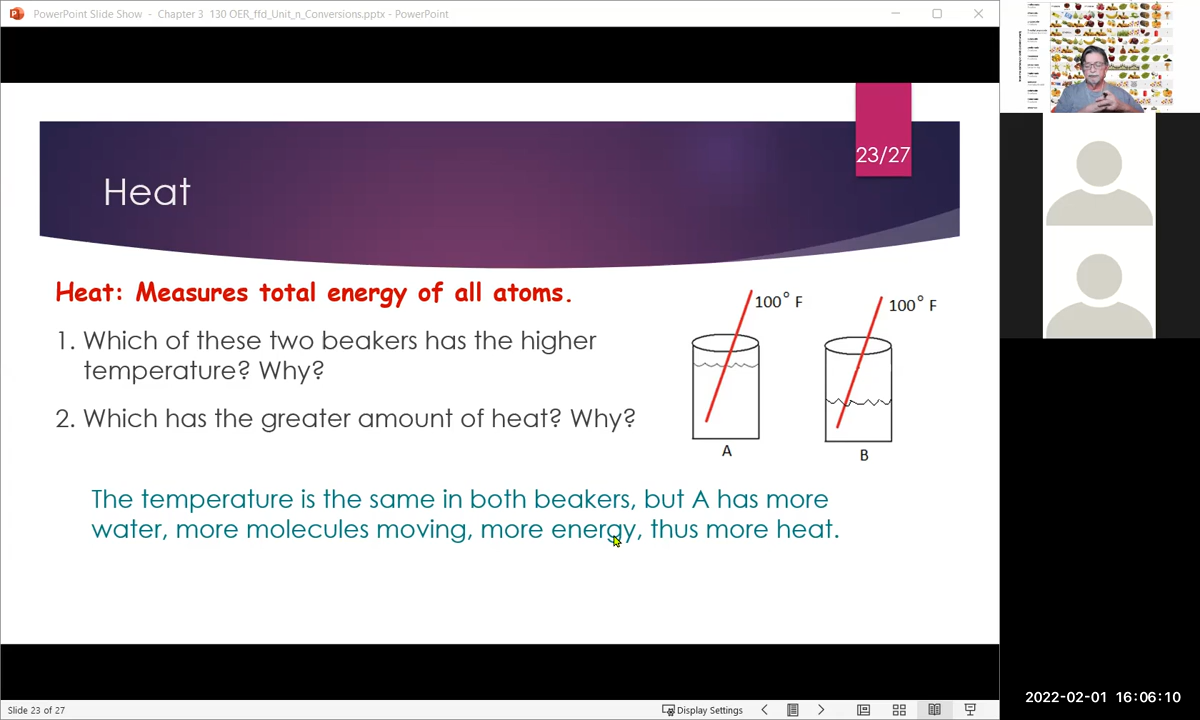 PowerPoint Slide Show - Chapter 3 130 OER_ffd_Unit_n_Conversions.pptx - PowerPoint
23/27
Heat
Heat: Measures total energy of all atoms.
1. Which of these two beakers has the higher
temperature? Why?
2. Which has the greater amount of heat? Why?
100° F
100° F
A
B
The temperature is the same in both beakers, but A has more
water, more molecules moving, more energy, thus more heat.
2022-02-01 16:06:10
Slide 23 of 27
Display Settings